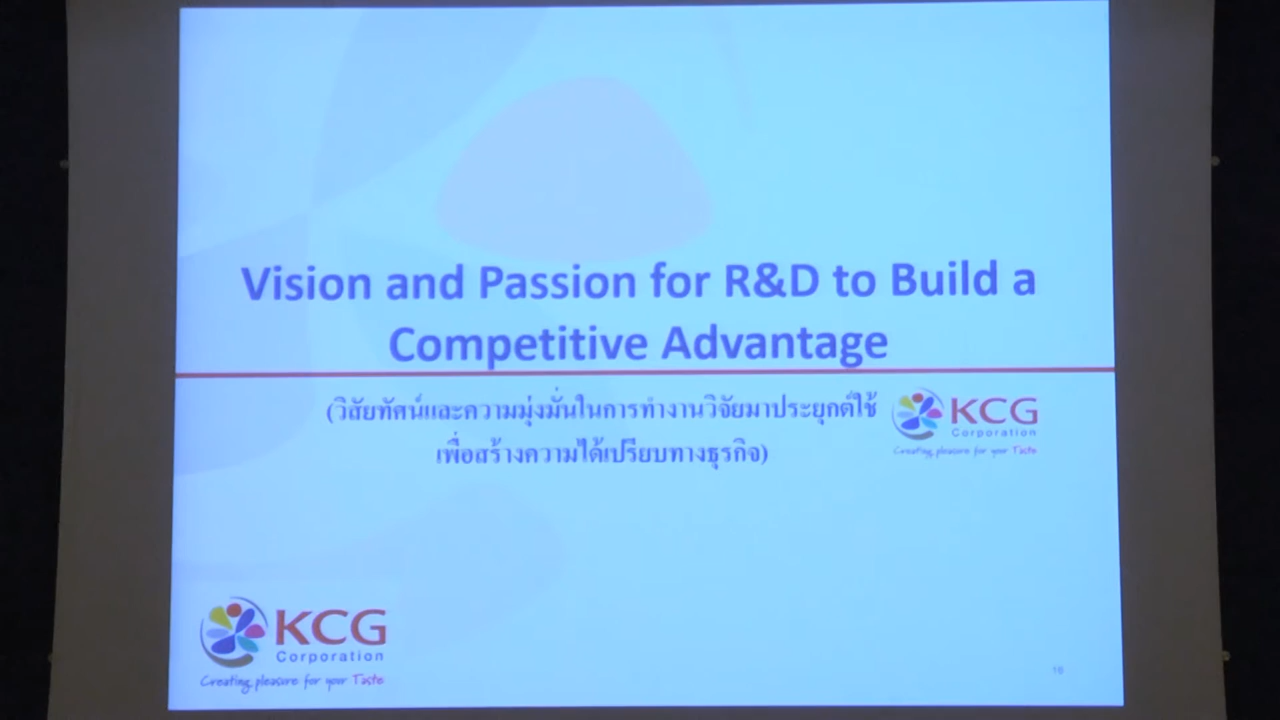 Vision and Passion for R&D to Build a
Competitive Advantage
(วิสัยทัศน์และความมุ่งมั่นในการทำงานวิจัยมาประยุกต์ใช้
เพื่อสร้างความได้เปรียบทางธุรกิจ)
KCG
Corporation
Creating pleasure for your Taste
KCG
Corporation
Creating pleasure for your Taste
16